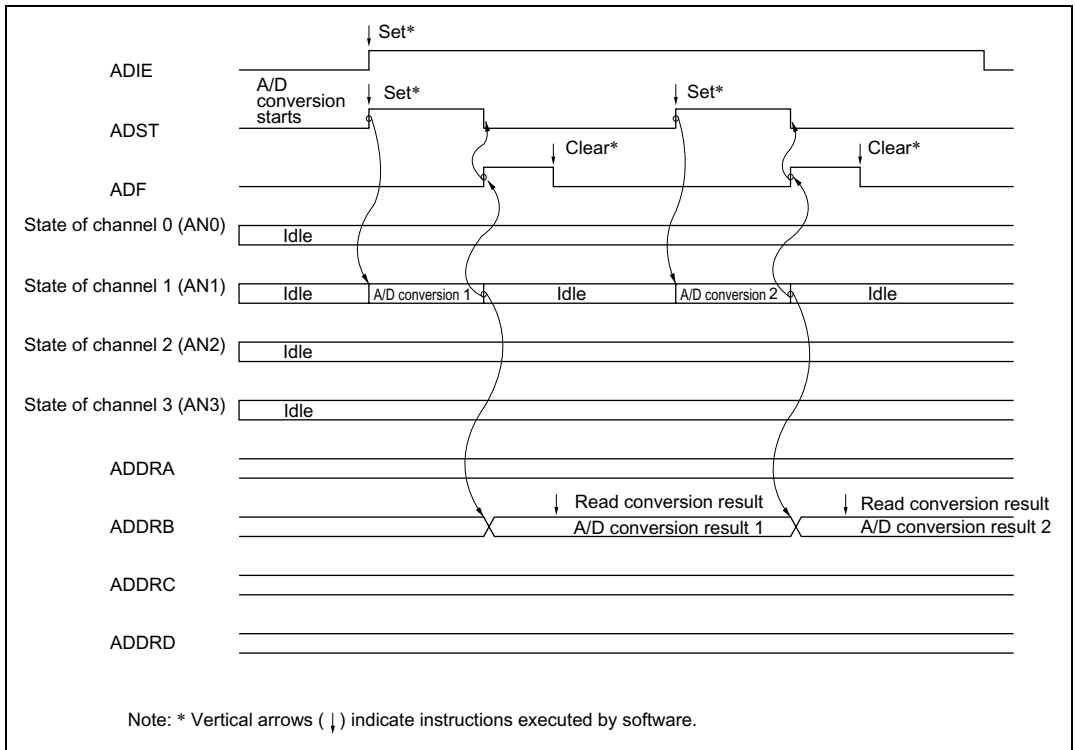 Set*
ADIE
A/D
conversion
starts
Set*
Set*
ADST
Clear*
Clear*
ADF
State of channel 0 (AN0)
Idle
State of channel 1 (AN1)
Idle
A/D conversion 1
Idle
A/D conversion 2
Idle
State of channel 2 (AN2)
Idle
State of channel 3 (AN3)
Idle
ADDRA
Read conversion result
Read conversion result
ADDRB
A/D conversion result 1
A/D conversion result 2
ADDRC
ADDRD
Note: * Vertical arrows (↓) indicate instructions executed by software.